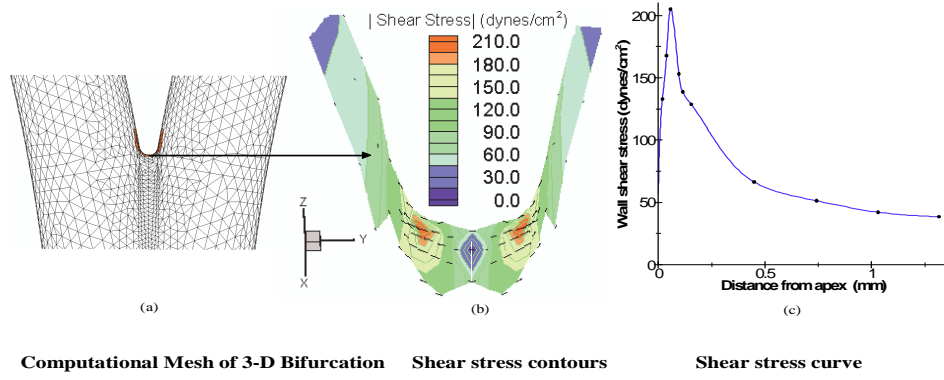 | Shear Stress| (dynes/cm²)
210.0
180.0
150.0
120.0
90.0
60.0
30.0
0.0
Z
Y
X
Wall shear stress (dynes/cm²)
200
150
100
50
0
0
0.5
1
Distance from apex (mm)
(a)
(b)
(c)
Computational Mesh of 3-D Bifurcation
Shear stress contours
Shear stress curve